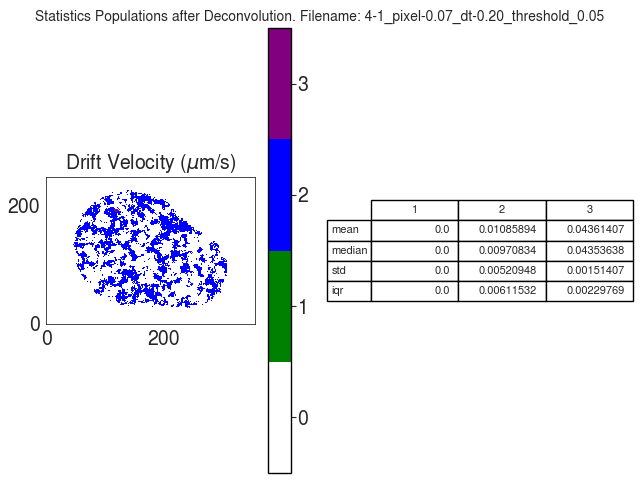 Statistics Populations after Deconvolution. Filename: 4-1_pixel-0.07_dt-0.20_threshold_0.05
Drift Velocity (μm/s)
200
0
0 200
3
2
1
0
1 2 3
mean 0.0 0.01085894 0.04361407
median 0.0 0.00970834 0.04353638
std 0.0 0.00520948 0.00151407
iqr 0.0 0.00611532 0.00229769